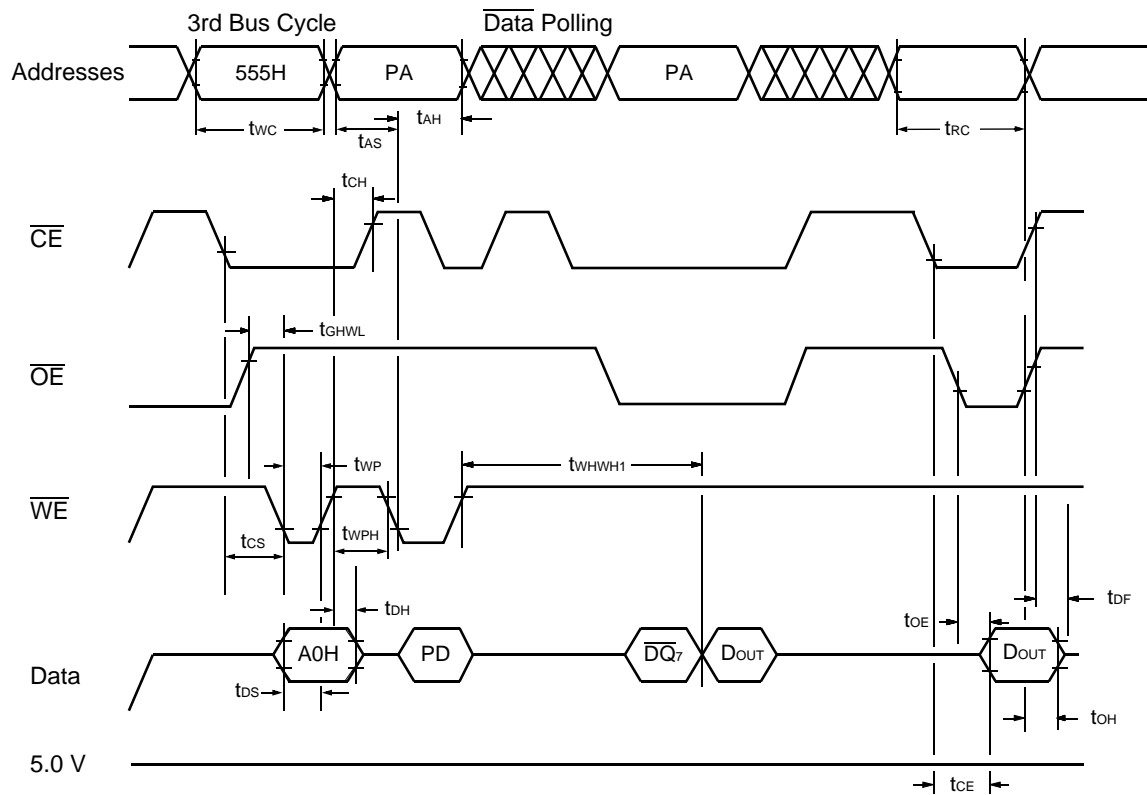 3rd Bus Cycle Data Polling
Addresses 555H PA PA
tWC tAH tRC
tAS
tCH
CE
tGHWL
OE
tWP tWHWH1
WE
tCS tWPH
tDH tOE tDF
Data A0H PD DQ7 DOUT DOUT
tDS tOH
5.0 V
tCE